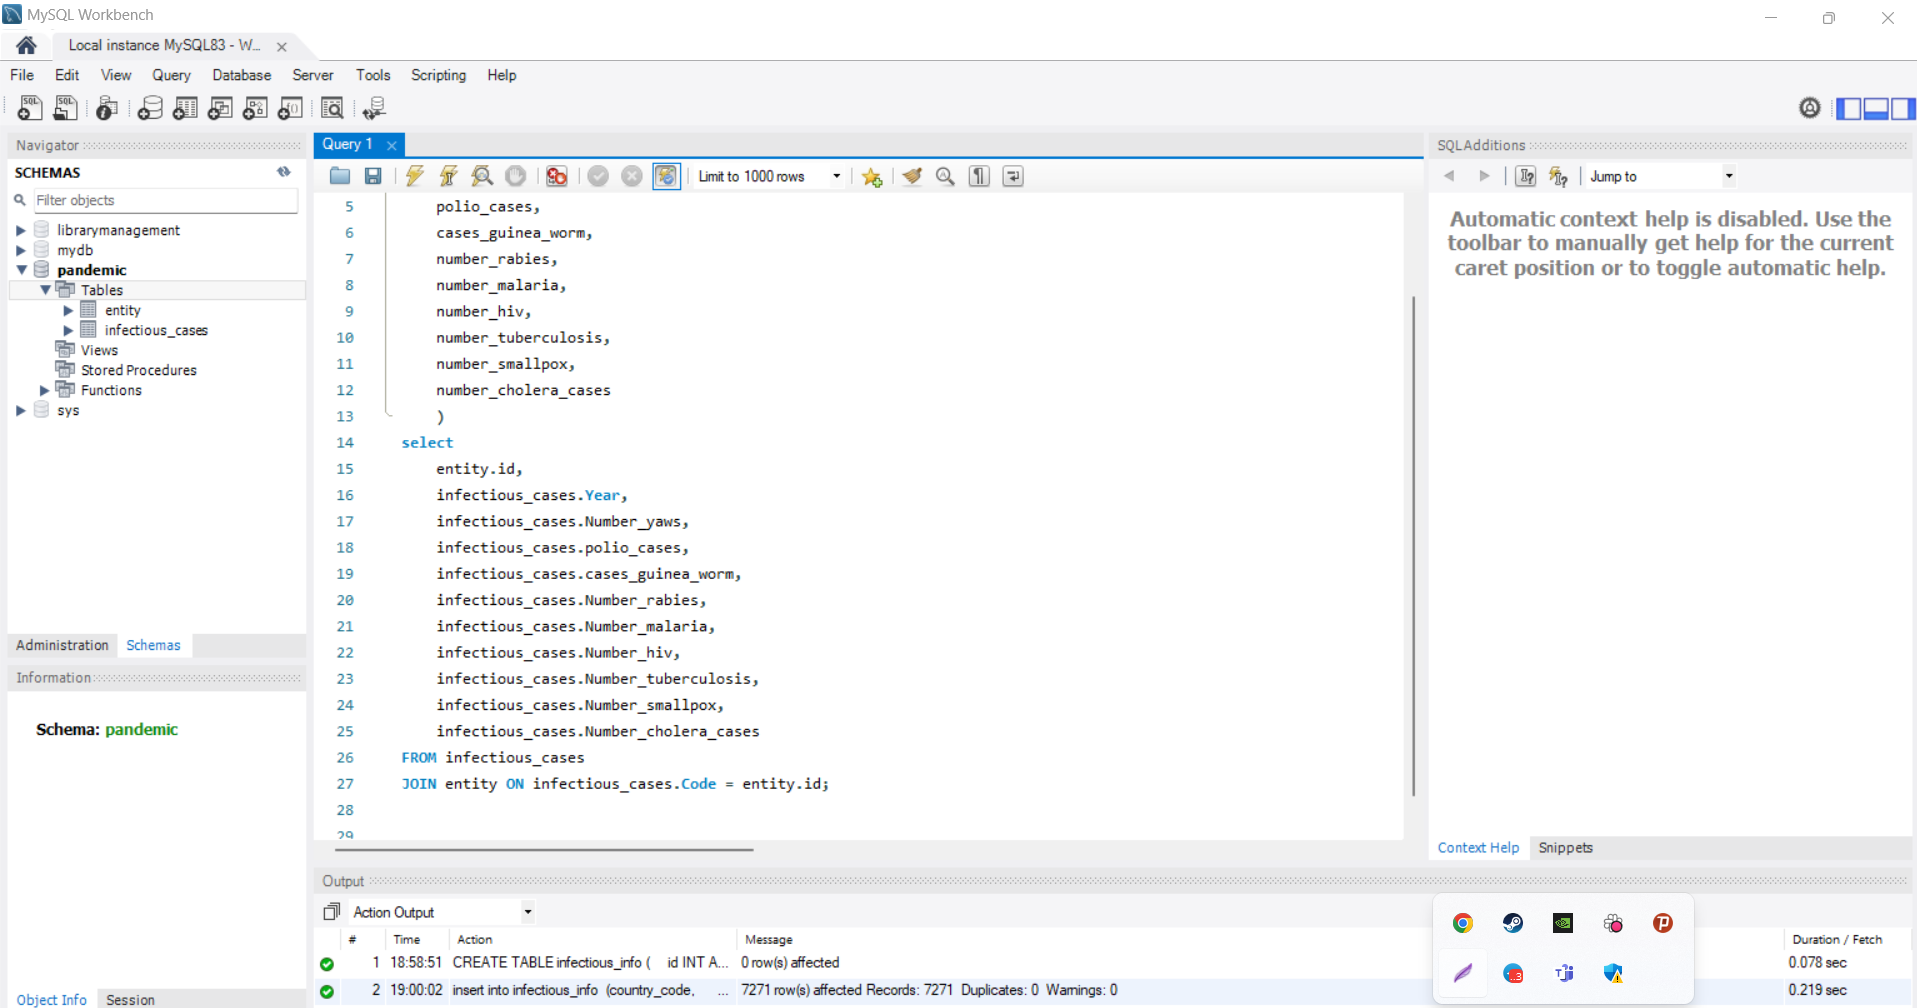 MySQL Workbench
Local instance MySQL83 - W...
File Edit View Query Database Server Tools Scripting Help
Navigator
SCHEMAS
Filter objects
librarymanagement
mydb
pandemic
Tables
entity
infectious_cases
Views
Stored Procedures
Functions
sys
Administration Schemas
Information
Schema: pandemic
Object Info Session
Query 1
Limit to 1000 rows
5 polio_cases,
6 cases_guinea_worm,
7 number_rabies,
8 number_malaria,
9 number_hiv,
10 number_tuberculosis,
11 number_smallpox,
12 number_cholera_cases
13 )
14 select
15 entity.id,
16 infectious_cases.Year,
17 infectious_cases.Number_yaws,
18 infectious_cases.polio_cases,
19 infectious_cases.cases_guinea_worm,
20 infectious_cases.Number_rabies,
21 infectious_cases.Number_malaria,
22 infectious_cases.Number_hiv,
23 infectious_cases.Number_tuberculosis,
24 infectious_cases.Number_smallpox,
25 infectious_cases.Number_cholera_cases
26 FROM infectious_cases
27 JOIN entity ON infectious_cases.Code = entity.id;
28
29
SQLAdditions
Jump to
Automatic context help is disabled. Use the
toolbar to manually get help for the current
caret position or to toggle automatic help.
Context Help Snippets
Output
Action Output
# Time Action Message Duration / Fetch
1 18:58:51 CREATE TABLE infectious_info ( id INT A... 0 row(s) affected 0.078 sec
2 19:00:02 insert into infectious_info (country_code, ... 7271 row(s) affected Records: 7271 Duplicates: 0 Warnings: 0 0.219 sec